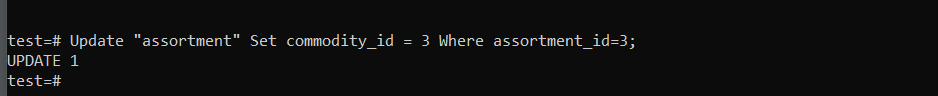 test=# Update "assortment" Set commodity_id = 3 Where assortment_id=3;
UPDATE 1
test=#